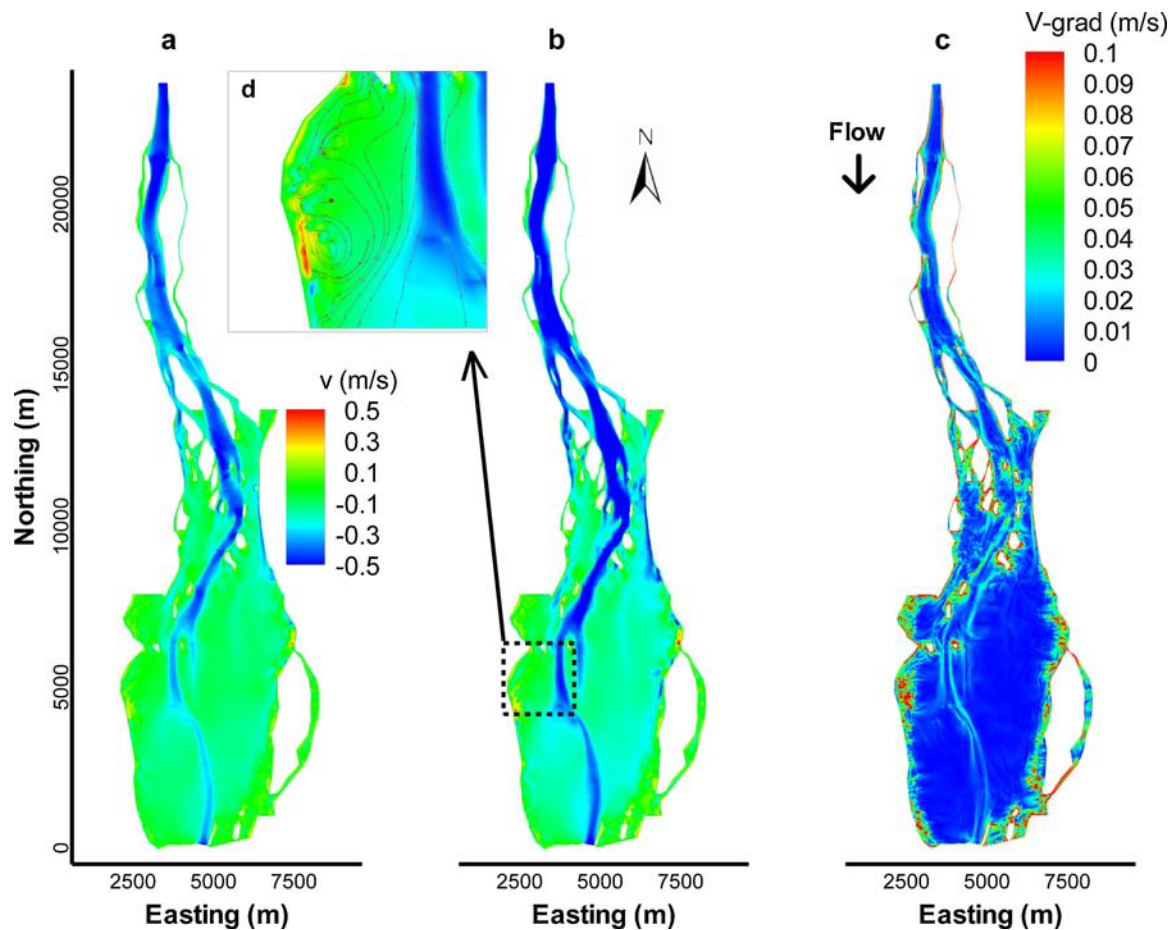 a
b
c
V-grad (m/s)
0.1
0.09
0.08
0.07
0.06
0.05
0.04
0.03
0.02
0.01
0
d
N
Flow
v (m/s)
0.5
0.3
0.1
-0.1
-0.3
-0.5
Northing (m)
20000
15000
10000
5000
0
2500 5000 7500
2500 5000 7500
2500 5000 7500
Easting (m)
Easting (m)
Easting (m)